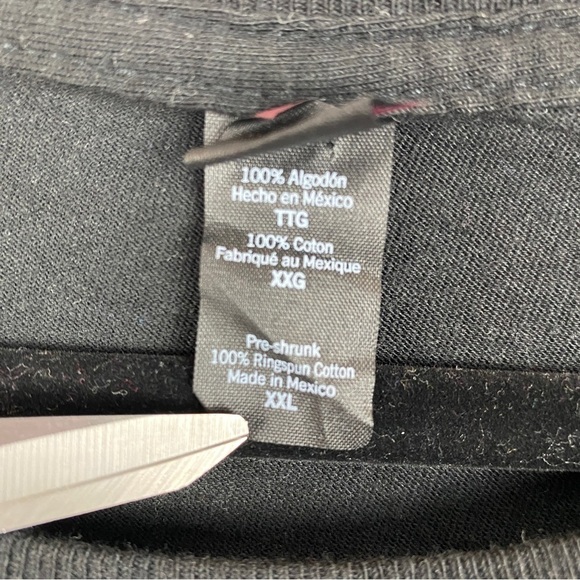 100% Algodón
Hecho en México
TTG
100% Coton
Fabriqué au Mexique
XXG
Pre-shrunk
100% Ringspun Cotton
Made in Mexico
XXL